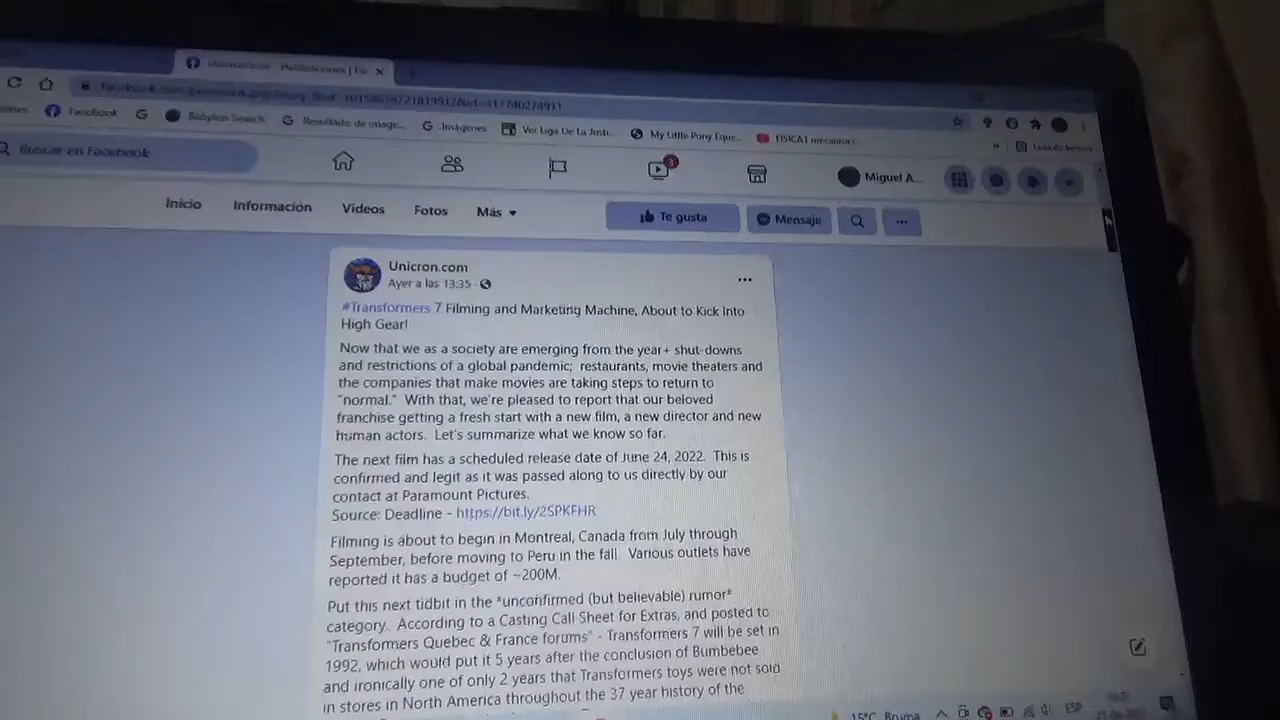 Facebook
Babylon Search
Resultado de image...
Imágenes
Ver Liga De La Justi...
My Little Pony Eque...
Buscar en Facebook
3
Miguel A...
Inicio
Información
Videos
Fotos
Más
Te gusta
Mensaje
...
Unicron.com
Ayer a las 13:35
#Transformers 7 Filming and Marketing Machine, About to Kick Into
High Gear!
Now that we as a society are emerging from the year+ shut-downs
and restrictions of a global pandemic; restaurants, movie theaters and
the companies that make movies are taking steps to return to
"normal." With that, we're pleased to report that our beloved
franchise getting a fresh start with a new film, a new director and new
human actors. Let's summarize what we know so far.
The next film has a scheduled release date of June 24, 2022. This is
confirmed and legit as it was passed along to us directly by our
contact at Paramount Pictures.
Source: Deadline - https://bit.ly/2SPKFHR
Filming is about to begin in Montreal, Canada from July through
September, before moving to Peru in the fall. Various outlets have
reported it has a budget of ~200M.
Put this next tidbit in the *unconfirmed (but believable) rumor*
category. According to a Casting Call Sheet for Extras, and posted to
"Transformers Quebec & France forums" - Transformers 7 will be set in
1992, which would put it 5 years after the conclusion of Bumbebee
and ironically one of only 2 years that Transformers toys were not sold
in stores in North America throughout the 37 year history of the
15°C Bruma
ESP